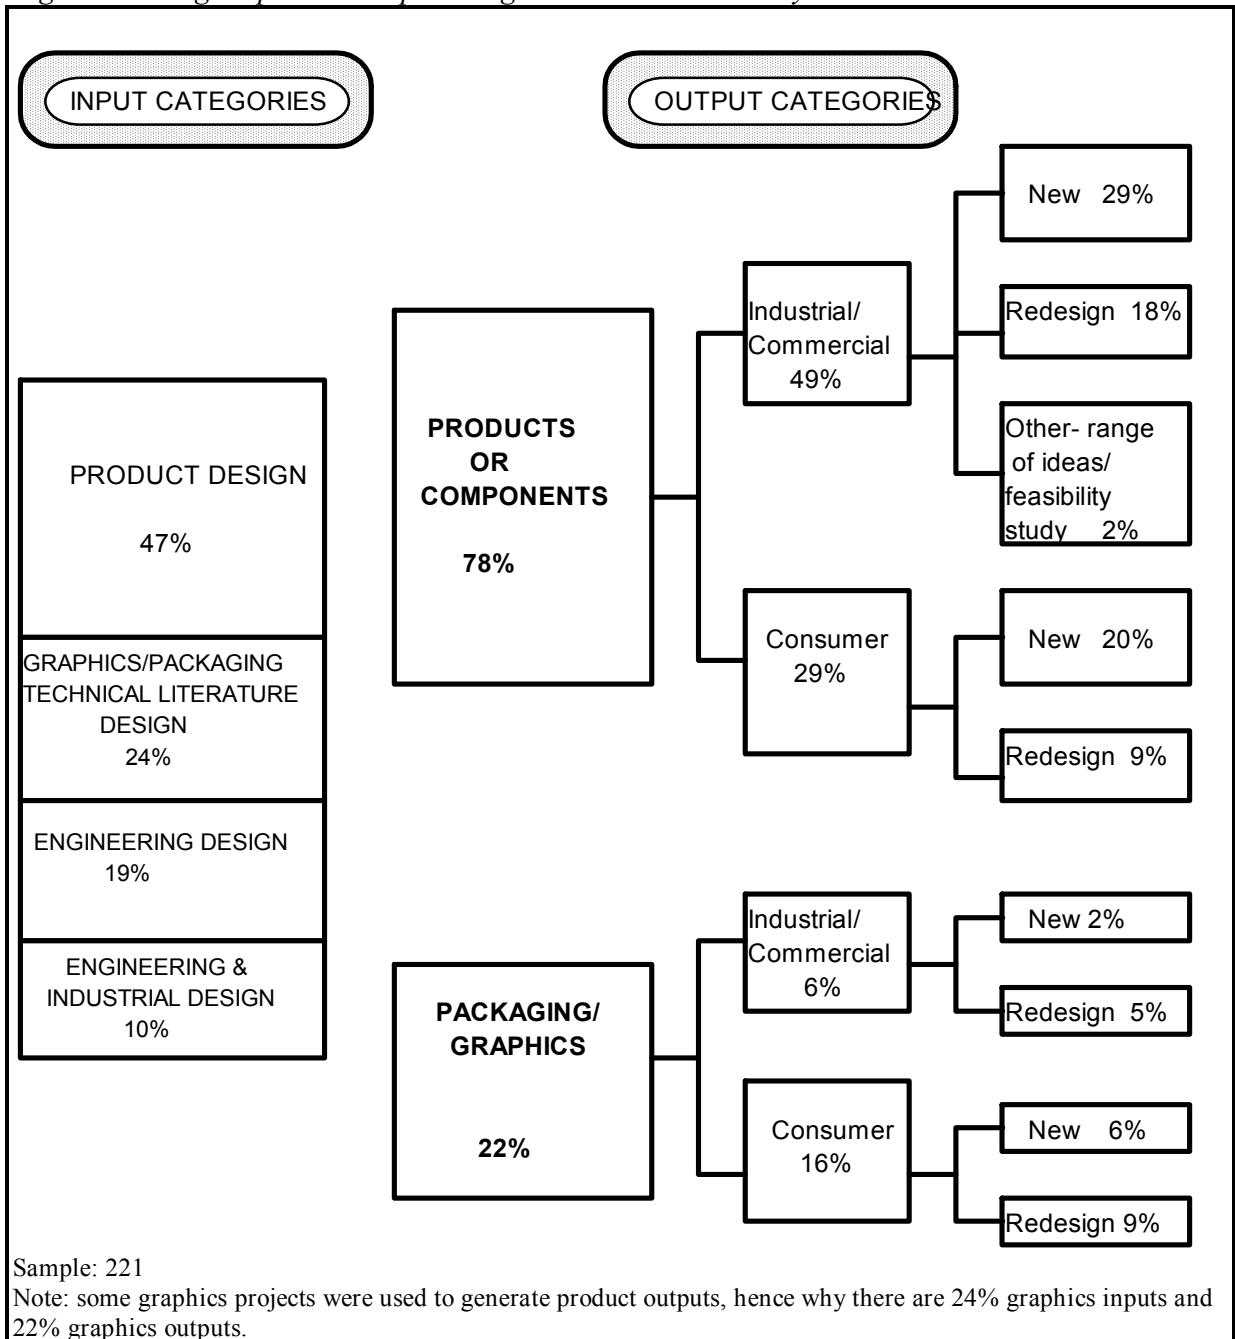 INPUT CATEGORIES
OUTPUT CATEGORIES
PRODUCT DESIGN
47%
GRAPHICS/PACKAGING
TECHNICAL LITERATURE
DESIGN
24%
ENGINEERING DESIGN
19%
ENGINEERING &
INDUSTRIAL DESIGN
10%
PRODUCTS
OR
COMPONENTS
78%
Industrial/
Commercial
49%
New 29%
Redesign 18%
Other- range
of ideas/
feasibility
study 2%
Consumer
29%
New 20%
Redesign 9%
PACKAGING/
GRAPHICS
22%
Industrial/
Commercial
6%
New 2%
Redesign 5%
Consumer
16%
New 6%
Redesign 9%
Sample: 221
Note: some graphics projects were used to generate product outputs, hence why there are 24% graphics inputs and
22% graphics outputs.